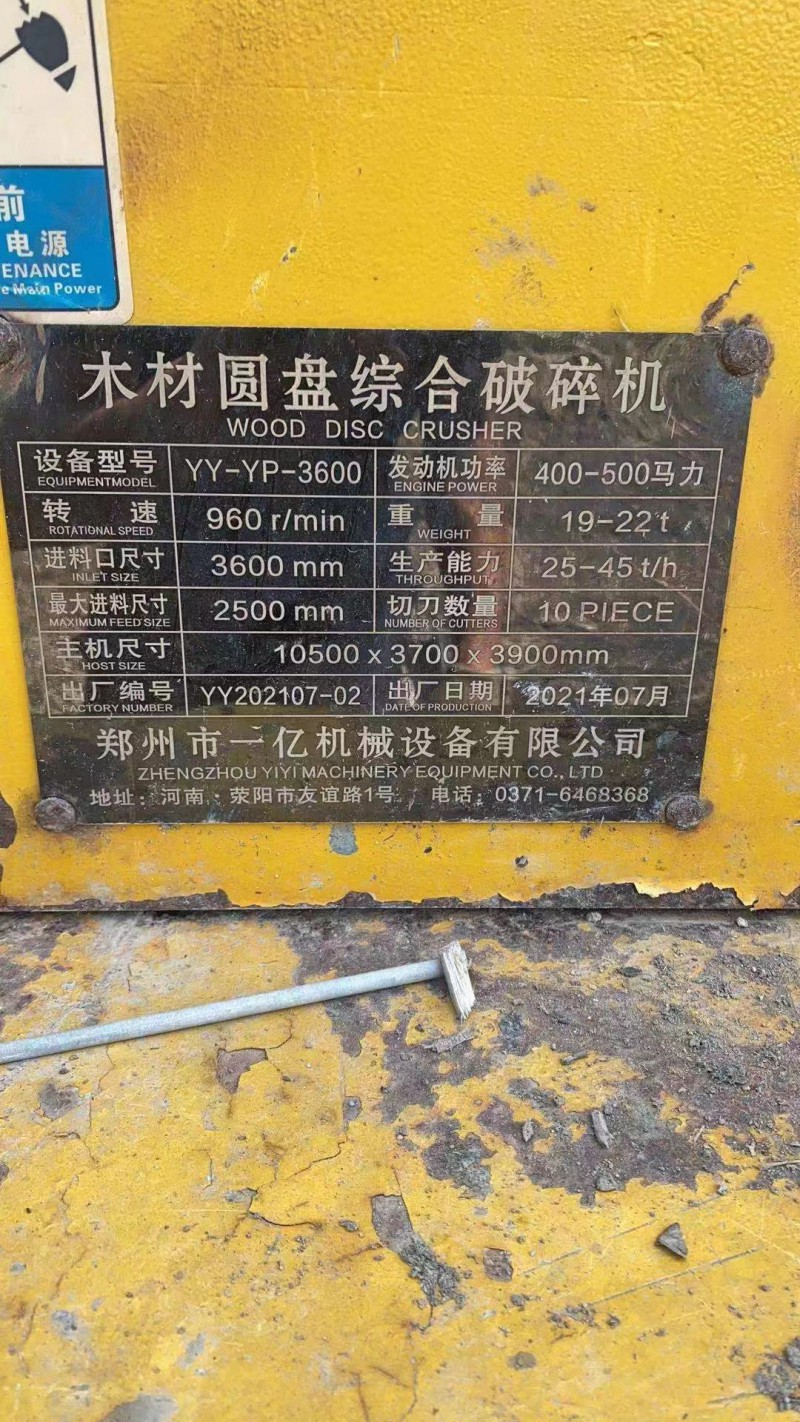 前
电源
ENANCE
e Main Power
木材圆盘综合破碎机
WOOD DISC CRUSHER
设备型号 YY-YP-3600 发动机功率 400-500马力
EQUIPMENTMODEL ENGINE POWER
转速 960 r/min 重量 19-22 t
ROTATIONAL SPEED WEIGHT
进料口尺寸 3600 mm 生产能力 25-45 t/h
INLET SIZE THROUGHPUT
最大进料尺寸 2500 mm 切刀数量 10 PIECE
MAXIMUM FEED SIZE NUMBER OF CUTTERS
主机尺寸 10500 x 3700 x 3900mm
HOST SIZE
出厂编号 YY202107-02 出厂日期 2021年07月
FACTORY NUMBER DATE OF PRODUCTION
郑州市一亿机械设备有限公司
ZHENGZHOU YIYI MACHINERY EQUIPMENT CO., LTD
地址：河南·荥阳市友谊路1号 电话：0371-6468368